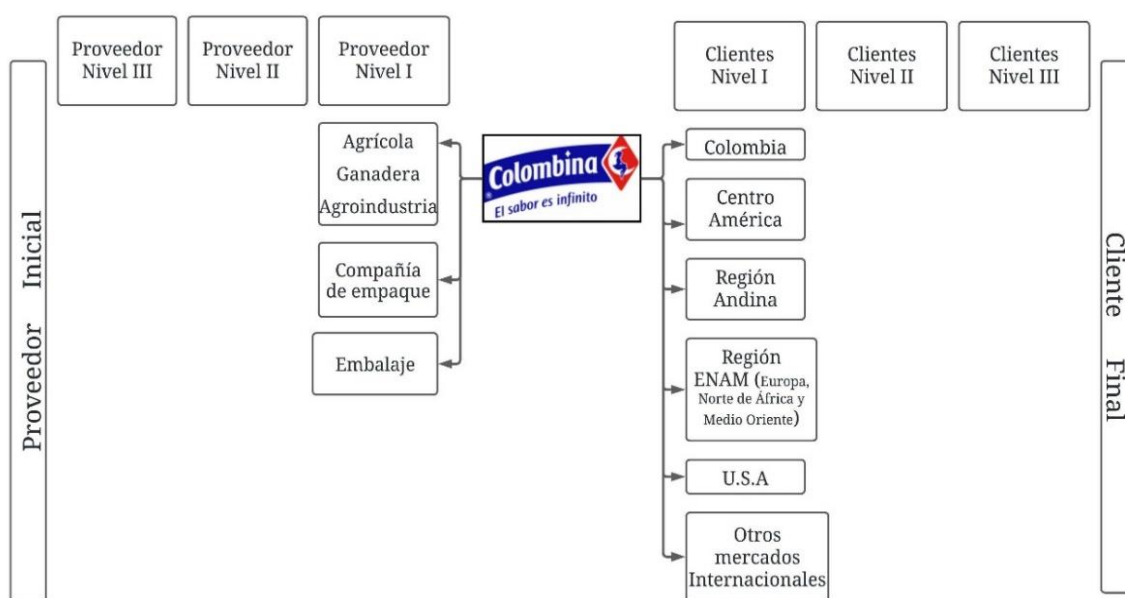 Proveedor
Nivel III
Proveedor
Nivel II
Proveedor
Nivel I
Clientes
Nivel I
Clientes
Nivel II
Clientes
Nivel III
Proveedor Inicial
Agrícola
Ganadera
Agroindustria
Compañía
de empaque
Embalaje
Colombina
®
El sabor es infinito
Colombia
Centro
América
Región
Andina
Región
ENAM (Europa,
Norte de África y
Medio Oriente)
U.S.A
Otros
mercados
Internacionales
Cliente Final